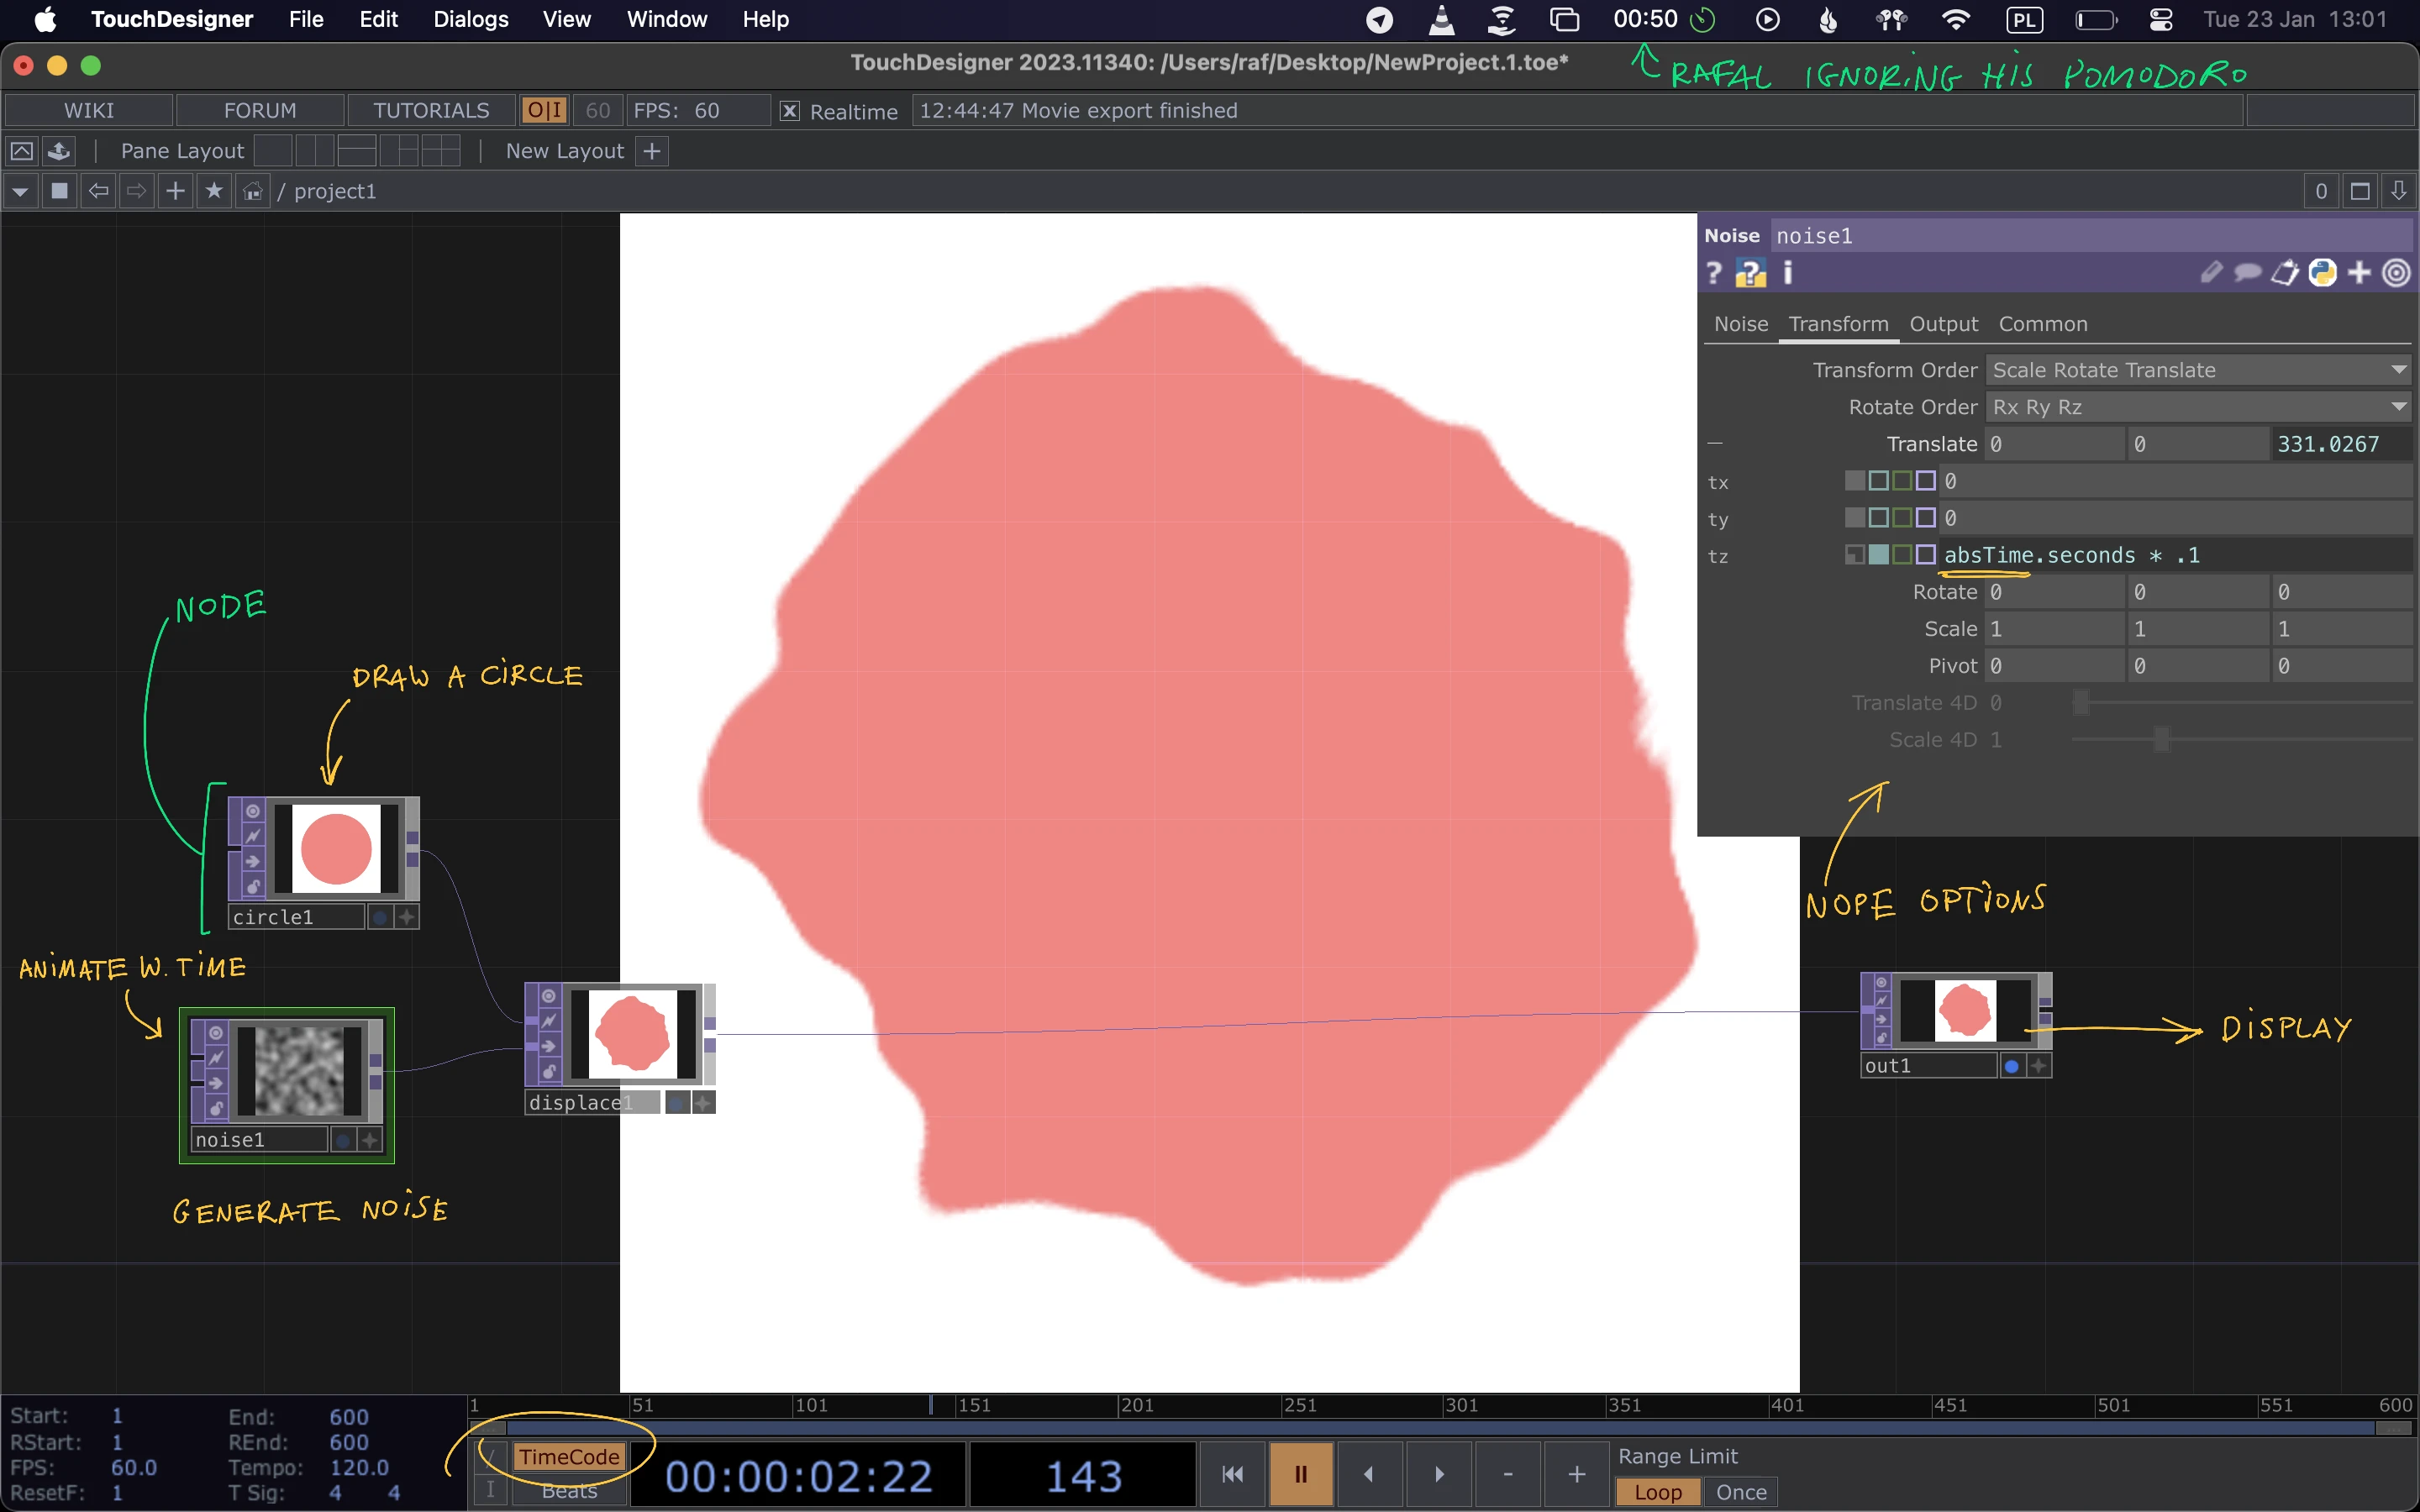 TouchDesigner File Edit Dialogs View Window Help 00:50 PL Tue 23 Jan 13:01
TouchDesigner 2023.11340: /Users/raf/Desktop/NewProject.1.toe*
RAFAL IGNORING HIS POMODORO
WIKI FORUM TUTORIALS O|I 60 FPS: 60 X Realtime 12:44:47 Movie export finished
Pane Layout New Layout +
/ project1 0
Noise noise1
? ? i
Noise Transform Output Common
Transform Order Scale Rotate Translate
Rotate Order Rx Ry Rz
Translate 0 0 331.0267
tx 0
ty 0
tz absTime.seconds * .1
Rotate 0 0 0
Scale 1 1 1
Pivot 0 0 0
Translate 4D 0
Scale 4D 1
NODE
DRAW A CIRCLE
circle1
NOPE OPTIONS
ANIMATE W. TIME
noise1
displace1
out1
DISPLAY
GENERATE NOISE
1 51 101 151 201 251 301 351 401 451 501 551 600
Start: 1 End: 600
RStart: 1 REnd: 600
FPS: 60.0 Tempo: 120.0
ResetF: 1 T Sig: 4 4
/ TimeCode
I Beats
00:00:02:22 143
- +
Range Limit
Loop Once